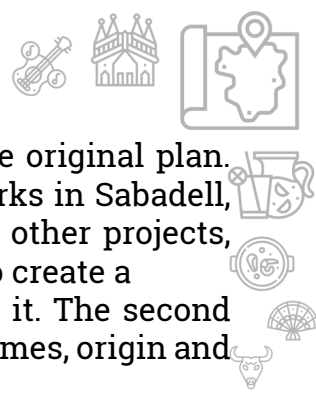 e original plan.
rks in Sabadell,
other projects,
o create a
it. The second
mes, origin and